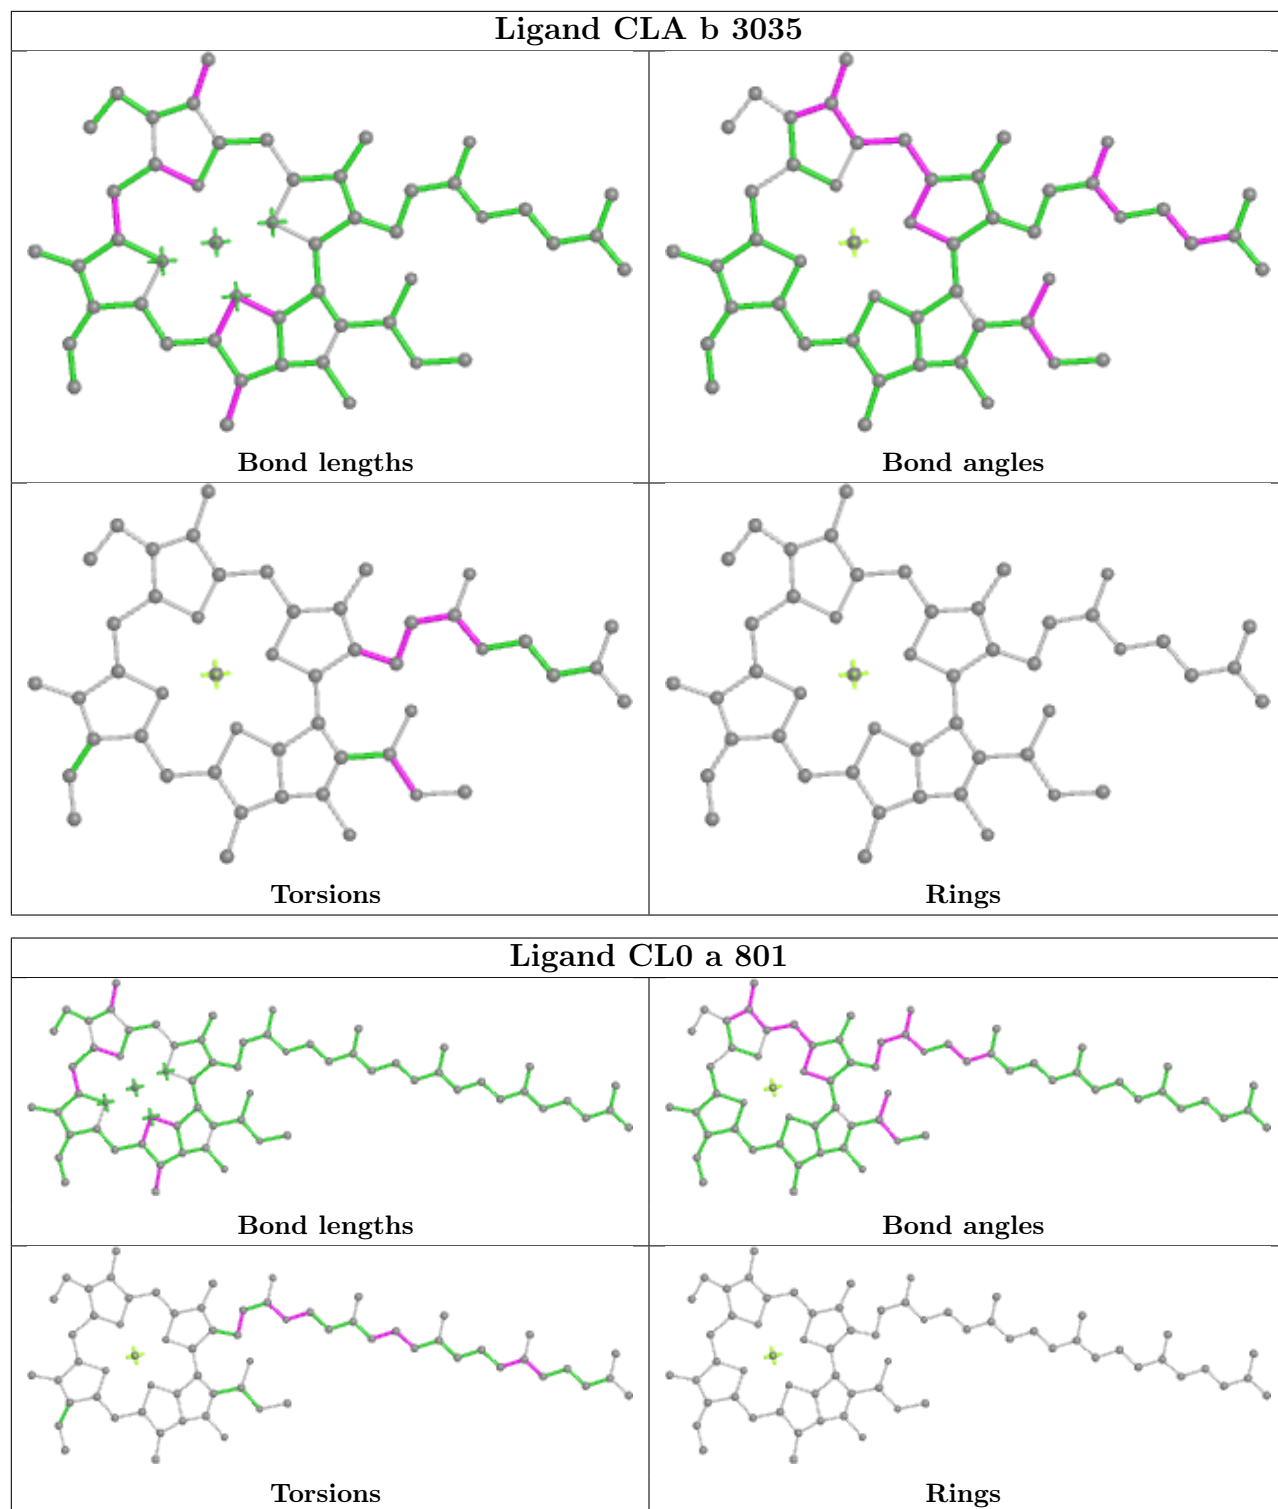 Ligand CLA b 3035
Bond lengths
Bond angles
Torsions
Rings
Ligand CL0 a 801
Bond lengths
Bond angles
Torsions
Rings